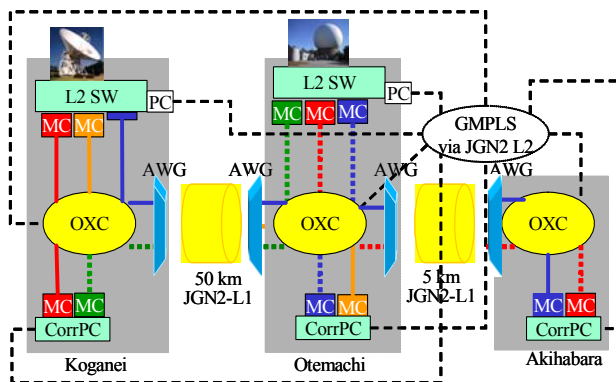 L2 SW
PC
MC
MC
L2 SW
PC
MC
MC
MC
GMPLS
via JGN2 L2
AWG
AWG
AWG
AWG
OXC
OXC
OXC
50 km
JGN2-L1
5 km
JGN2-L1
MC
MC
CorrPC
MC
MC
CorrPC
MC
MC
CorrPC
Koganei
Otemachi
Akihabara